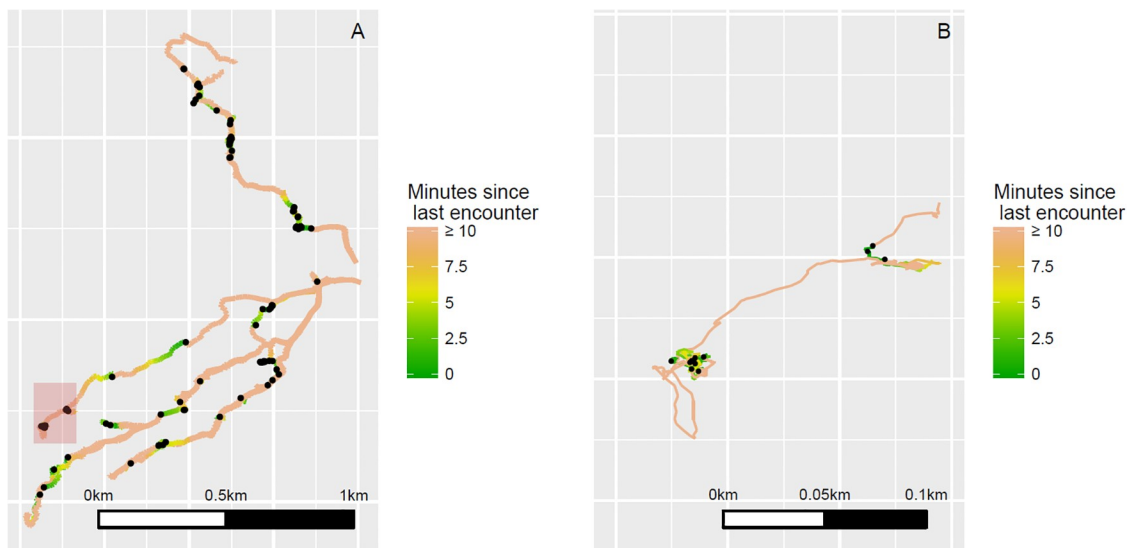 A
Minutes since
last encounter
≥ 10
7.5
5
2.5
0
0km 0.5km 1km
B
Minutes since
last encounter
≥ 10
7.5
5
2.5
0
0km 0.05km 0.1km